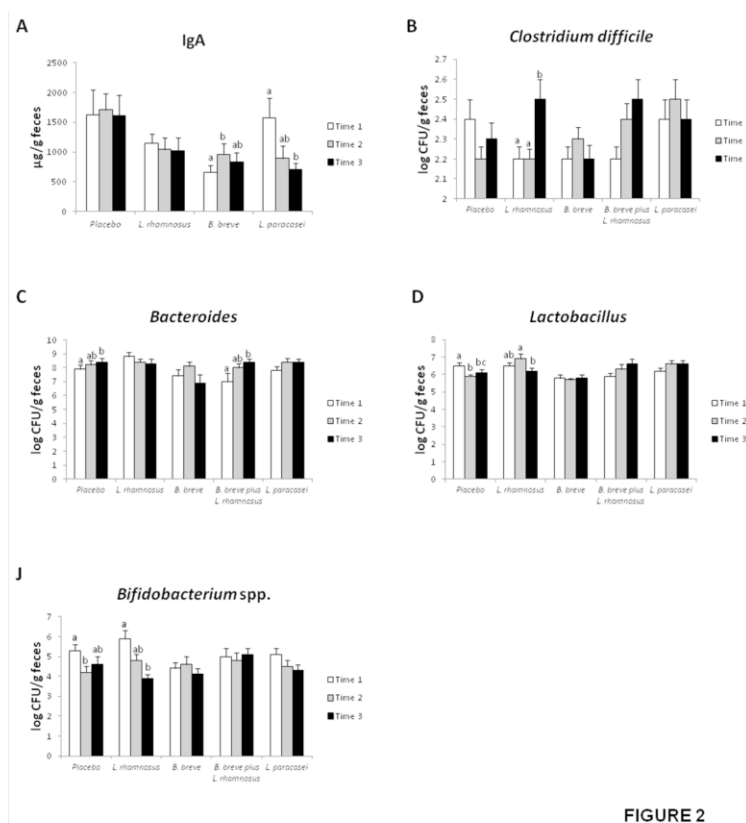 A
IgA
µg/g feces
2500
2000
1500
1000
500
0
a
b
ab
a
ab
b
Time 1
Time 2
Time 3
Placebo
L. rhamnosus
B. breve
L. paracasei
B
Clostridium difficile
log CFU/g feces
2.7
2.6
2.5
2.4
2.3
2.2
2.1
2
a
a
b
Time
Time
Time
Placebo
L. rhamnosus
B. breve
B. breve plus
L. rhamnosus
L. paracasei
C
Bacteroides
log CFU/g feces
10
9
8
7
6
5
4
3
2
1
0
a
ab
b
a
ab
b
Time 1
Time 2
Time 3
Placebo
L. rhamnosus
B. breve
B. breve plus
L. rhamnosus
L. paracasei
D
Lactobacillus
log CFU/g feces
8
7
6
5
4
3
2
1
0
a
b
bc
ab
a
b
Time 1
Time 2
Time 3
Placebo
L. rhamnosus
B. breve
B. breve plus
L. rhamnosus
L. paracasei
J
Bifidobacterium spp.
log CFU/g feces
7
6
5
4
3
2
1
0
a
b
ab
a
ab
b
Time 1
Time 2
Time 3
Placebo
L. rhamnosus
B. breve
B. breve plus
L. rhamnosus
L. paracasei
FIGURE 2